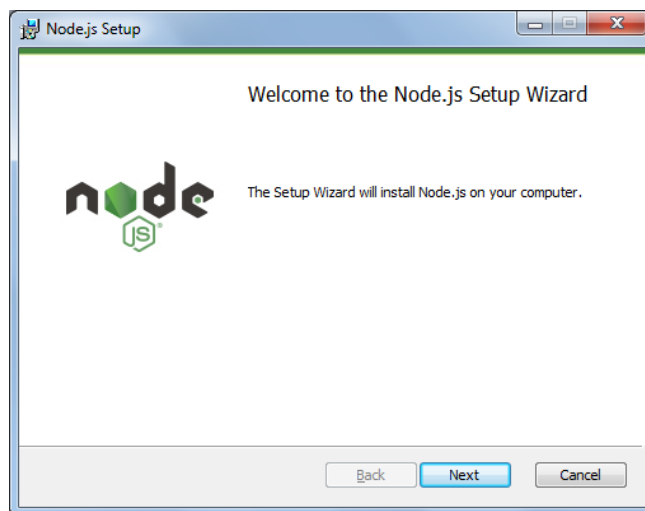 Node.js Setup
Welcome to the Node.js Setup Wizard
node
JS
The Setup Wizard will install Node.js on your computer.
Back
Next
Cancel